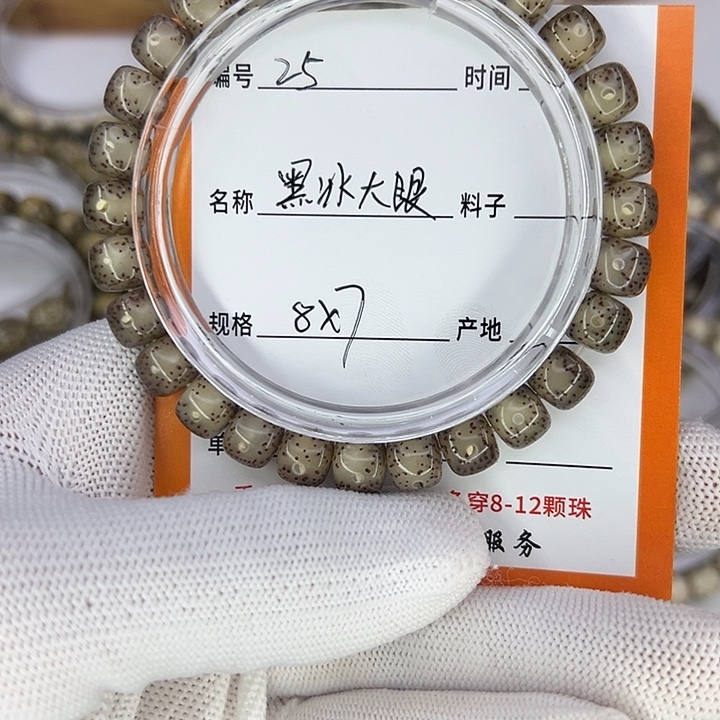 编号 25 时间
名称 黑冰大眼 料子
规格 8X7 产地
穿8-12颗珠
服务